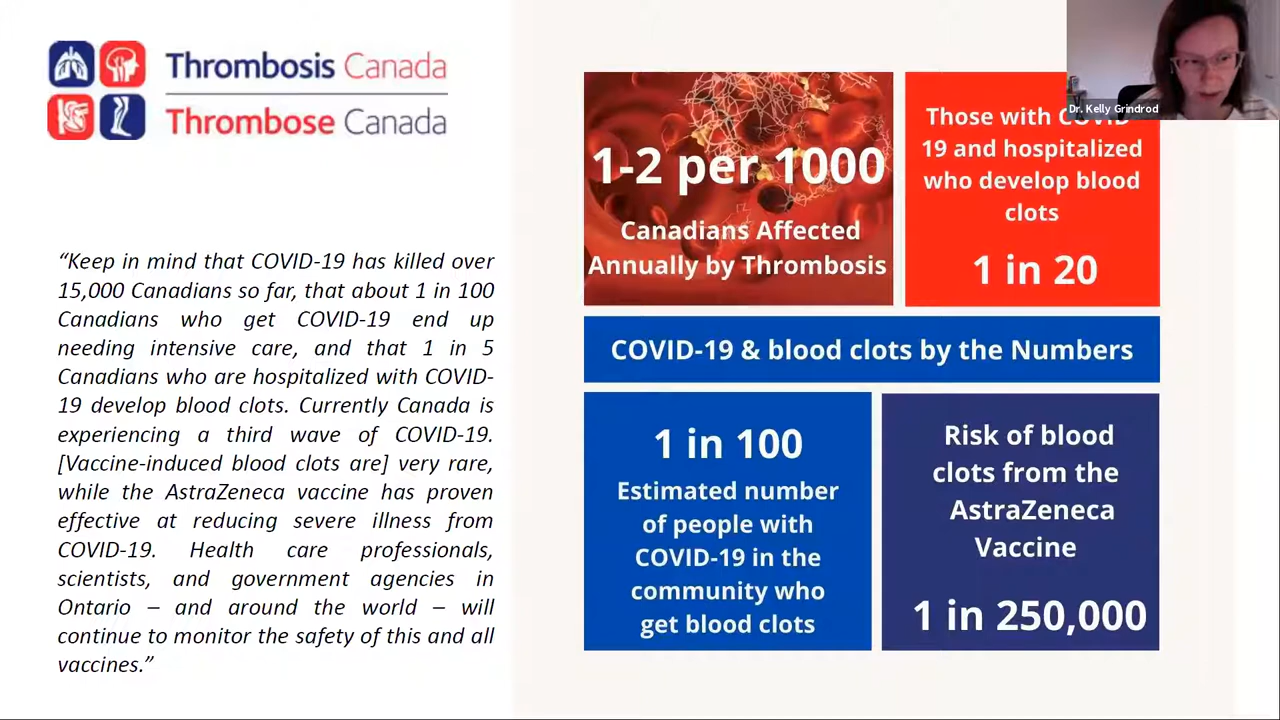 Thrombosis Canada
Thrombose Canada
“Keep in mind that COVID-19 has killed over
15,000 Canadians so far, that about 1 in 100
Canadians who get COVID-19 end up
needing intensive care, and that 1 in 5
Canadians who are hospitalized with COVID-
19 develop blood clots. Currently Canada is
experiencing a third wave of COVID-19.
[Vaccine-induced blood clots are] very rare,
while the AstraZeneca vaccine has proven
effective at reducing severe illness from
COVID-19. Health care professionals,
scientists, and government agencies in
Ontario – and around the world – will
continue to monitor the safety of this and all
vaccines.”
1-2 per 1000
Canadians Affected
Annually by Thrombosis
Dr. Kelly Grindrod
Those with COVID-
19 and hospitalized
who develop blood
clots
1 in 20
COVID-19 & blood clots by the Numbers
1 in 100
Estimated number
of people with
COVID-19 in the
community who
get blood clots
Risk of blood
clots from the
AstraZeneca
Vaccine
1 in 250,000